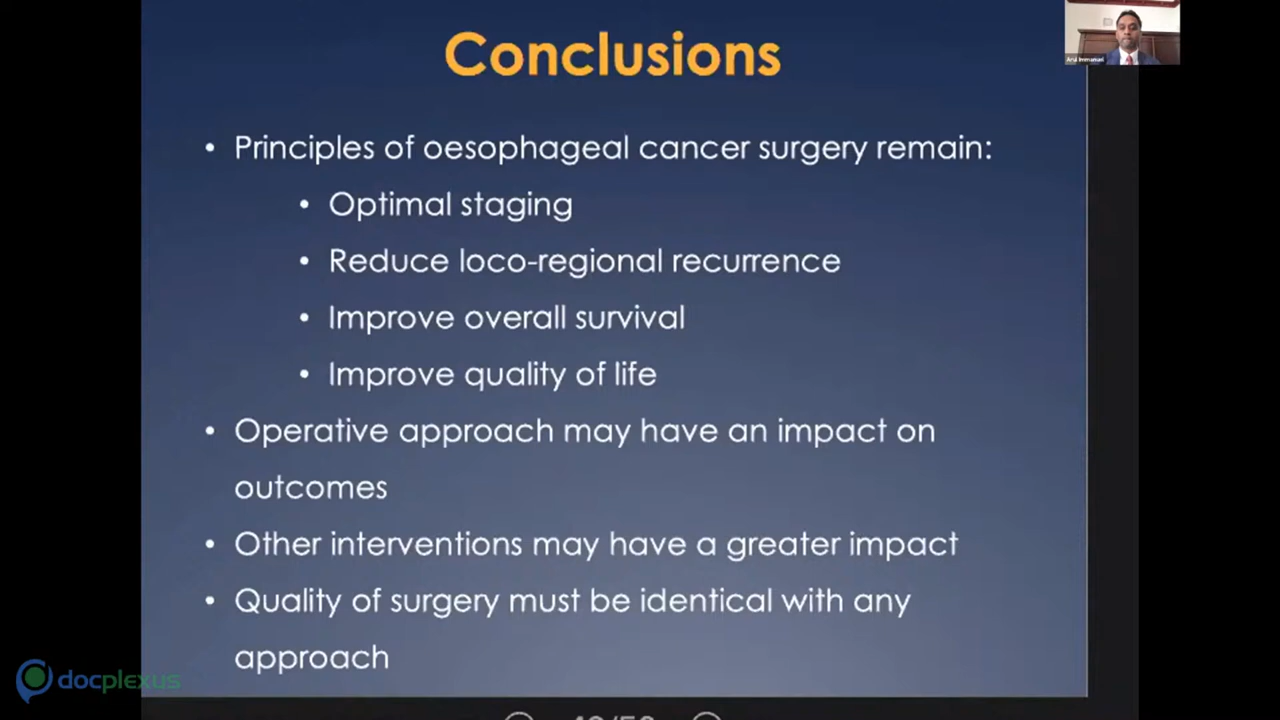 Conclusions
Arul Immanuel
• Principles of oesophageal cancer surgery remain:
• Optimal staging
• Reduce loco-regional recurrence
• Improve overall survival
• Improve quality of life
• Operative approach may have an impact on
outcomes
• Other interventions may have a greater impact
• Quality of surgery must be identical with any
approach
docplexus